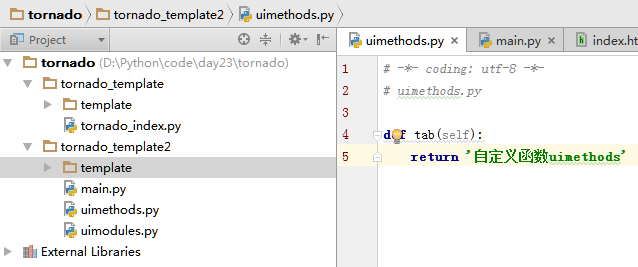 tornado tornado_template2 uimethods.py
Project
tornado (D:\Python\code\day23\tornado)
tornado_template
template
tornado_index.py
tornado_template2
template
main.py
uimethods.py
uimodules.py
External Libraries
uimethods.py main.py index.ht
1 # -*- coding: utf-8 -*-
2 # uimethods.py
3
4 def tab(self):
5 return '自定义函数uimethods'